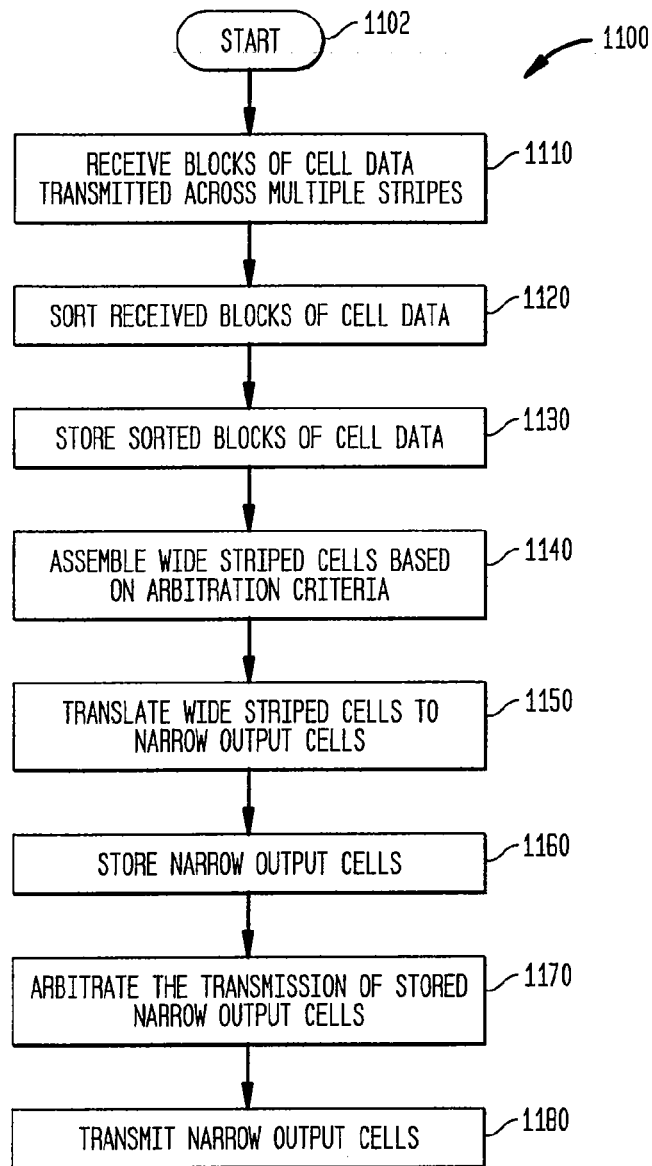 START
1102
1100
RECEIVE BLOCKS OF CELL DATA
TRANSMITTED ACROSS MULTIPLE STRIPES
1110
SORT RECEIVED BLOCKS OF CELL DATA
1120
STORE SORTED BLOCKS OF CELL DATA
1130
ASSEMBLE WIDE STRIPED CELLS BASED
ON ARBITRATION CRITERIA
1140
TRANSLATE WIDE STRIPED CELLS TO
NARROW OUTPUT CELLS
1150
STORE NARROW OUTPUT CELLS
1160
ARBITRATE THE TRANSMISSION OF STORED
NARROW OUTPUT CELLS
1170
TRANSMIT NARROW OUTPUT CELLS
1180